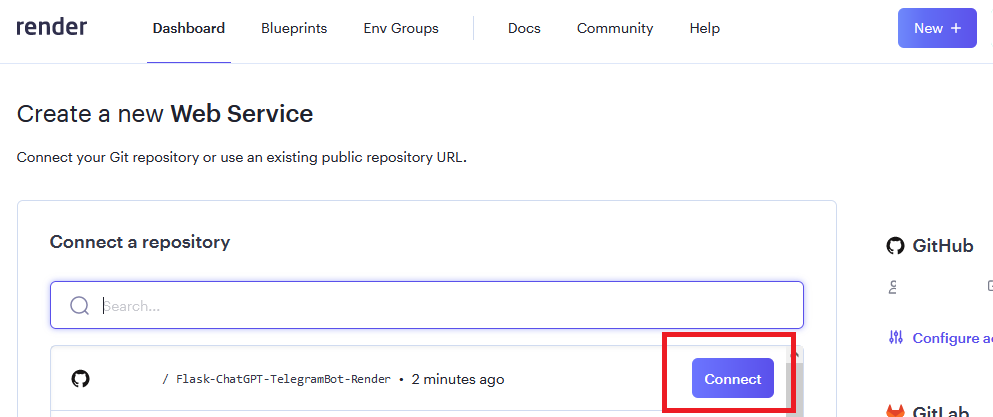 render Dashboard Blueprints Env Groups Docs Community Help New +
Create a new Web Service
Connect your Git repository or use an existing public repository URL.
Connect a repository
GitHub
Search...
Configure
/ Flask-ChatGPT-TelegramBot-Render • 2 minutes ago Connect
GitLab